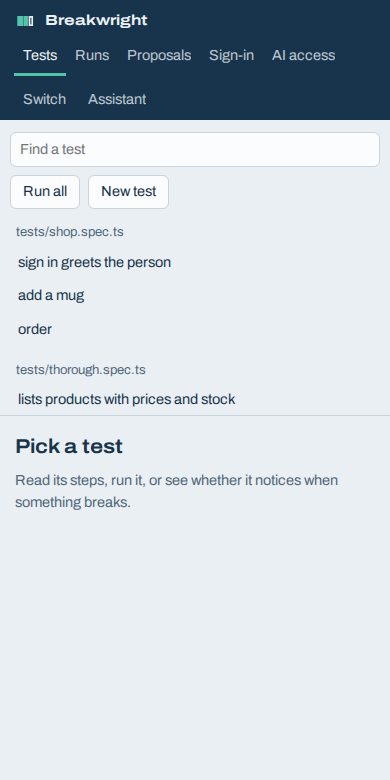 Breakwright
Tests Runs Proposals Sign-in AI access
Switch Assistant
Find a test
Run all New test
tests/shop.spec.ts
sign in greets the person
add a mug
order
tests/thorough.spec.ts
lists products with prices and stock
Pick a test
Read its steps, run it, or see whether it notices when
something breaks.